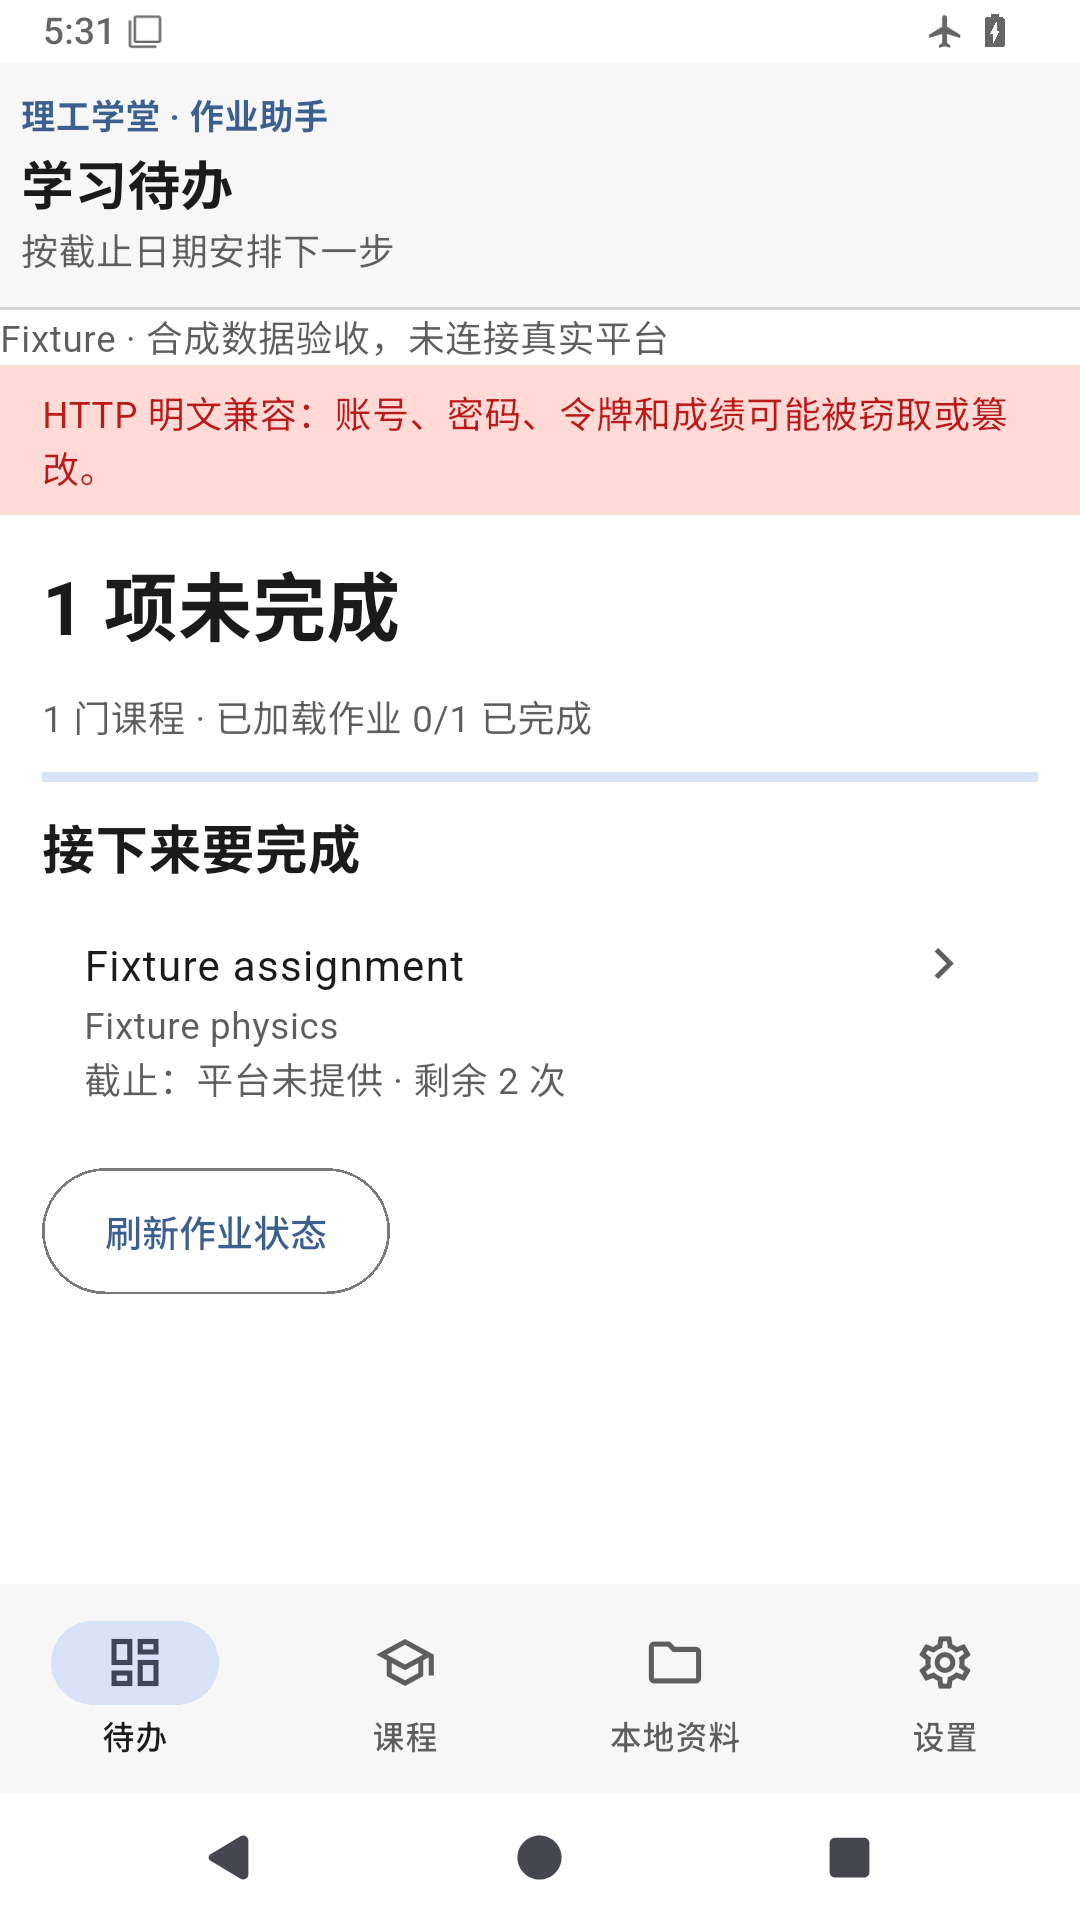 5:31
理工学堂 · 作业助手
学习待办
按截止日期安排下一步
Fixture · 合成数据验收，未连接真实平台
HTTP 明文兼容：账号、密码、令牌和成绩可能被窃取或篡
改。
1 项未完成
1 门课程 · 已加载作业 0/1 已完成
接下来要完成
Fixture assignment
Fixture physics
截止：平台未提供 · 剩余 2 次
刷新作业状态
待办
课程
本地资料
设置